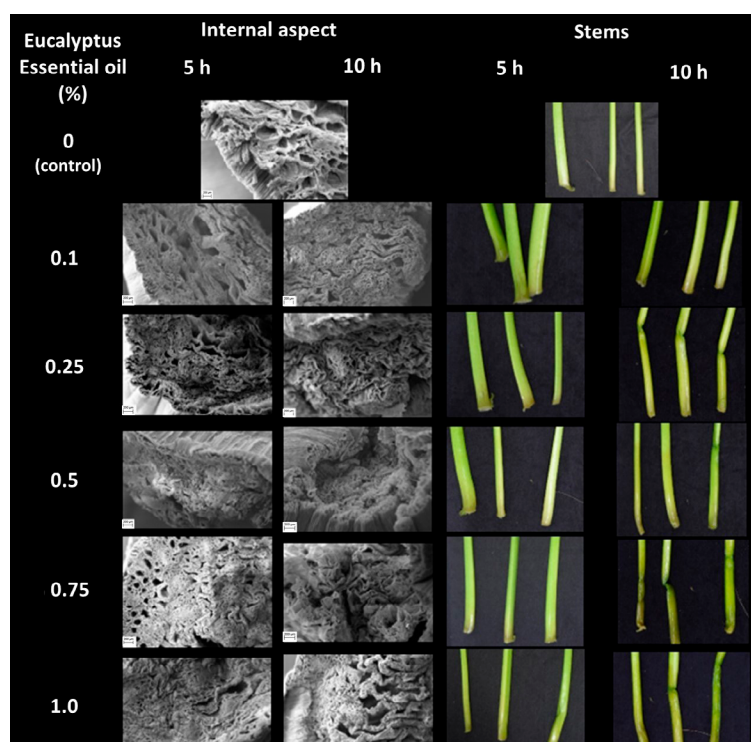 Eucalyptus
Essential oil
(%)
Internal aspect
Stems
5 h
10 h
5 h
10 h
0
(control)
0.1
0.25
0.5
0.75
1.0